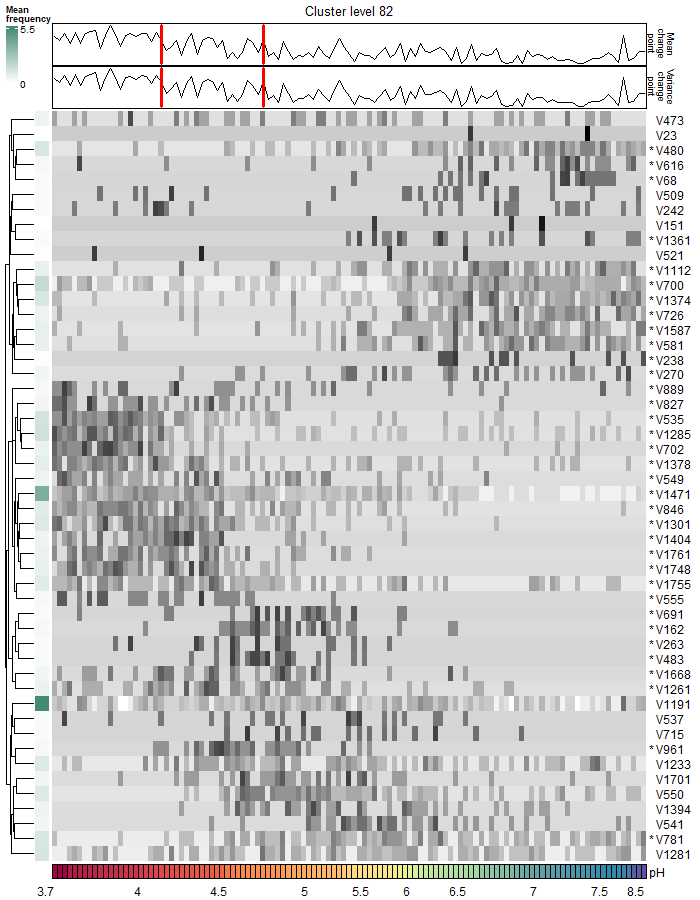 Mean
frequency
5.5
0
Cluster level 82
Mean
change
point
Variance
change
point
V473
V23
* V480
* V616
* V68
V509
V242
V151
* V1361
V521
* V1112
* V700
* V1374
* V726
* V1587
* V581
* V238
* V270
V889
* V827
* V535
* V1285
* V702
* V1378
* V549
* V1471
* V846
* V1301
* V1404
* V1761
* V1748
* V1755
* V555
* V691
* V162
* V263
* V483
* V1668
* V1261
V1191
V537
V715
* V961
V1233
V1701
V550
V1394
V541
* V781
V1281
pH
3.7 4 4.5 5 5.5 6 6.5 7 7.5 8.5